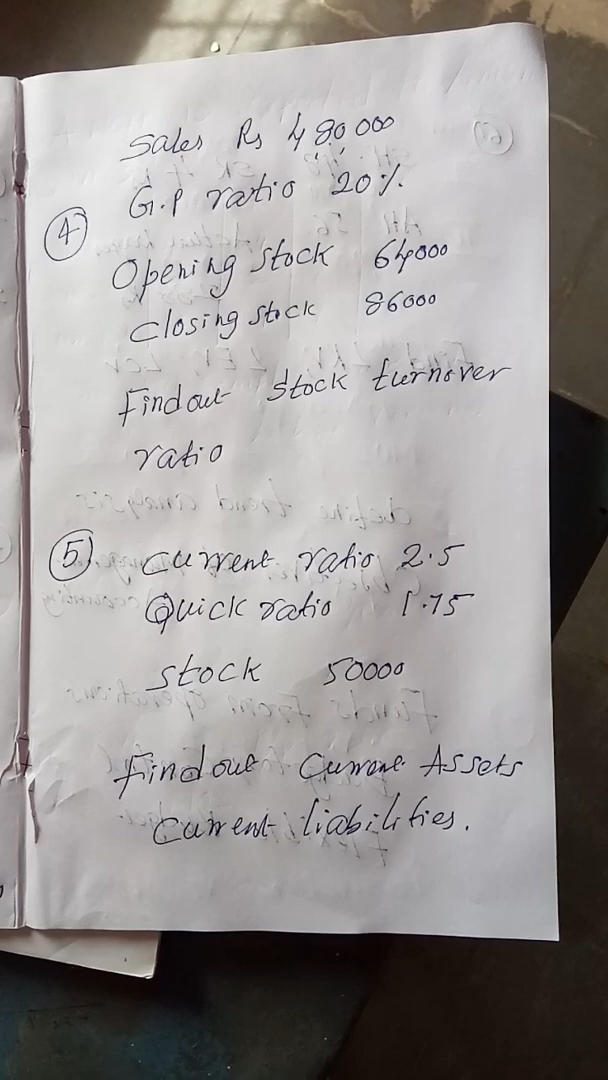 Sales Rs 480000
G.P ratio 20%.
4
Opening stock 64000
closing stock 86000
Find out stock turnover
ratio
5 current ratio 2.5
Quick ratio 1.75
stock 50000
Find out Current Assets
current liabilities.